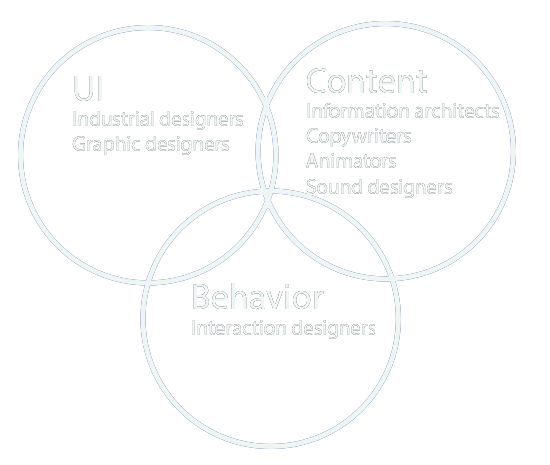 UI
Industrial designers
Graphic designers
Content
Information architects
Copywriters
Animators
Sound designers
Behavior
Interaction designers